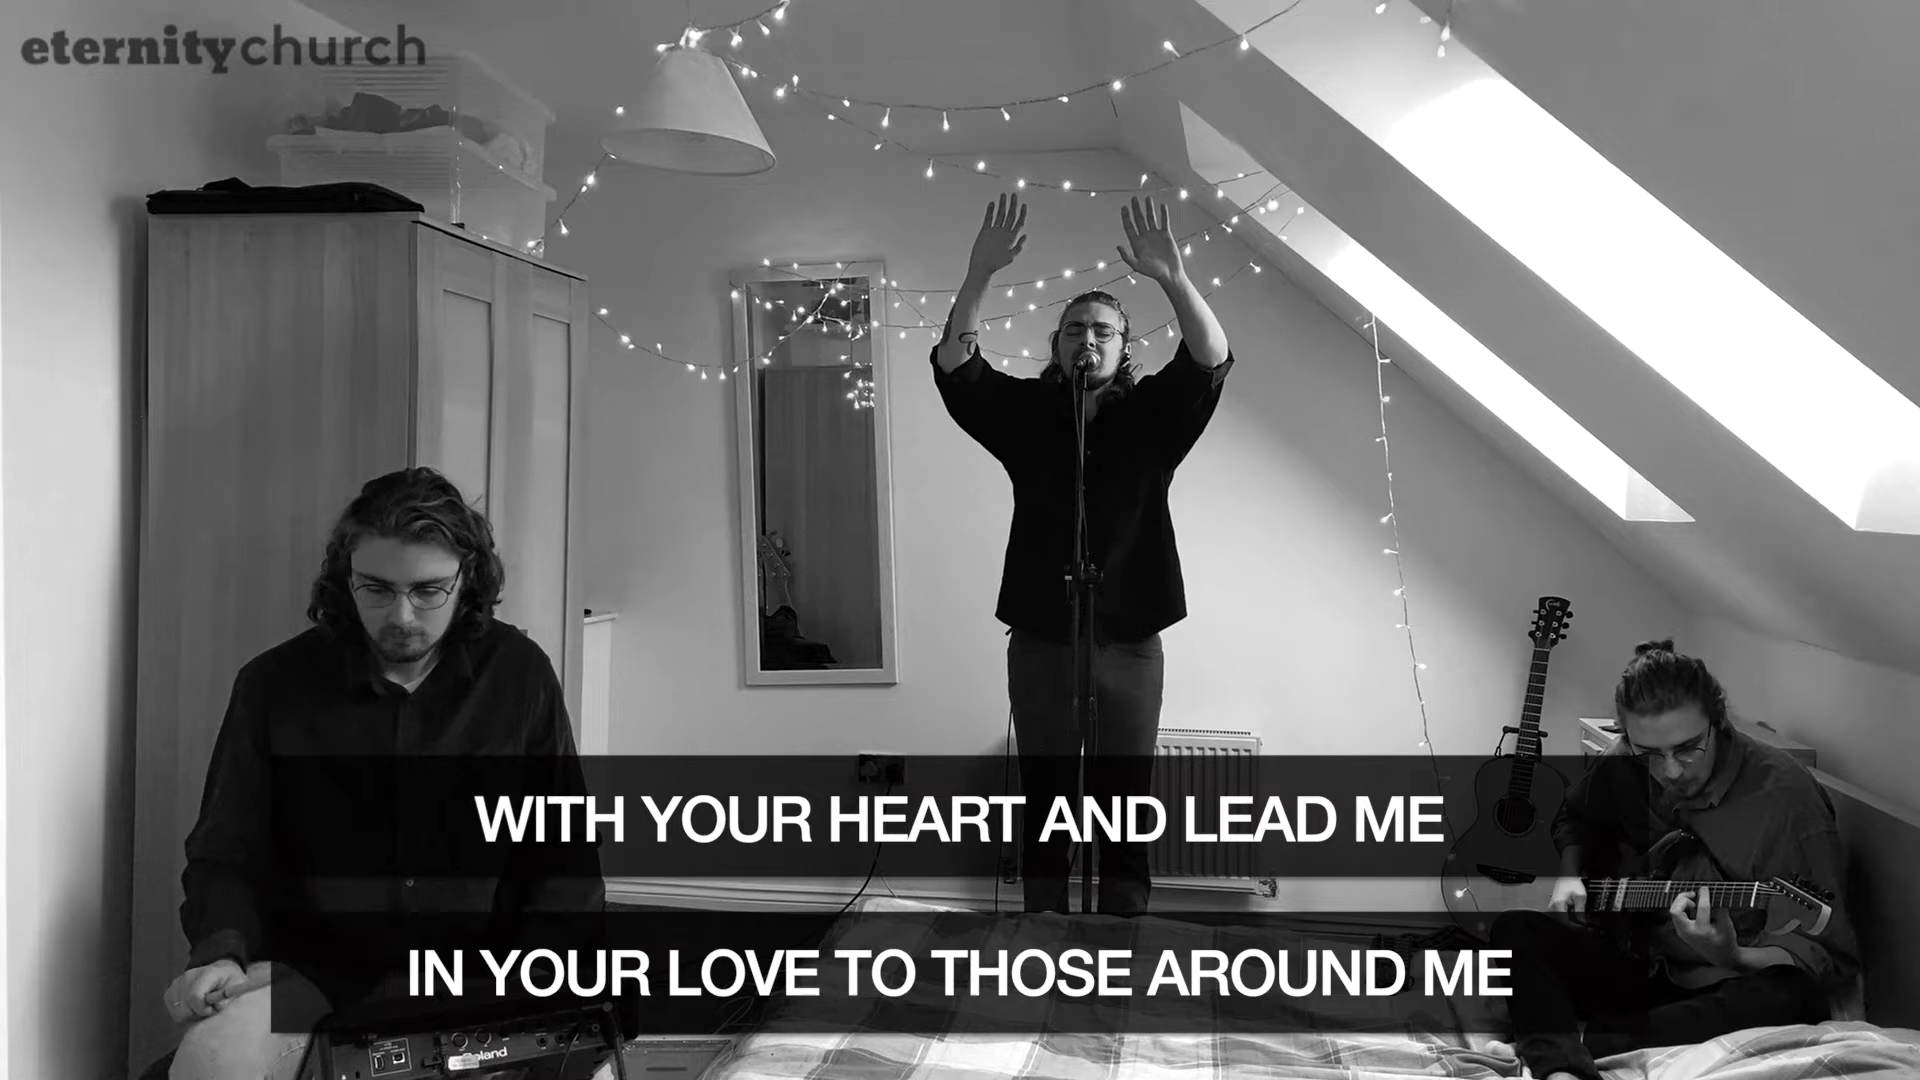 eternitychurch
WITH YOUR HEART AND LEAD ME
IN YOUR LOVE TO THOSE AROUND ME
Roland